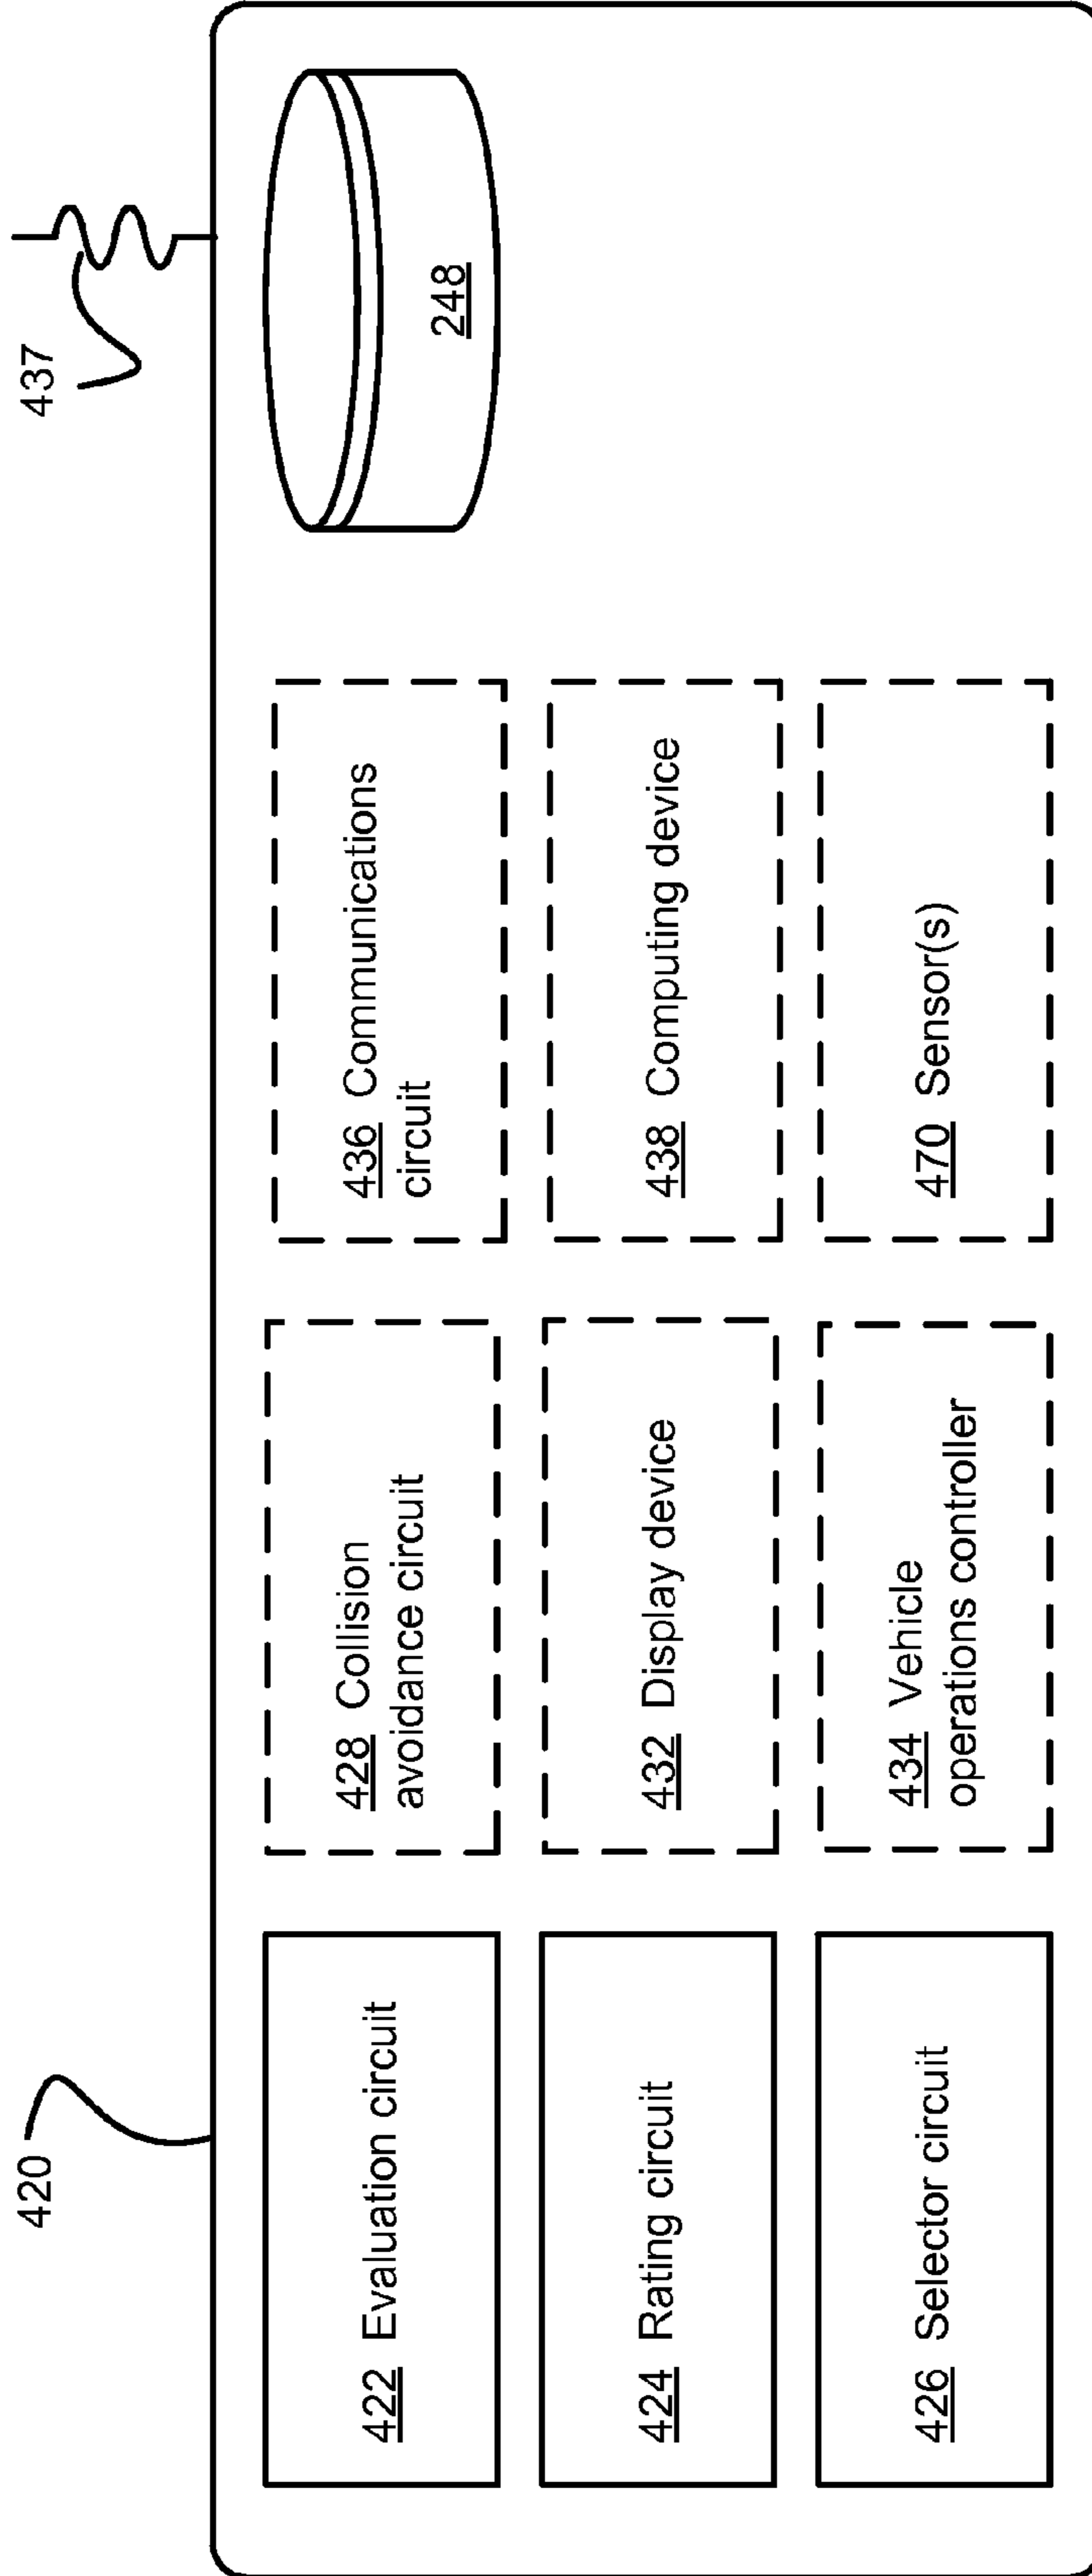 420
437
422 Evaluation circuit
424 Rating circuit
426 Selector circuit
428 Collision
avoidance circuit
432 Display device
434 Vehicle
operations controller
436 Communications
circuit
438 Computing device
470 Sensor(s)
248